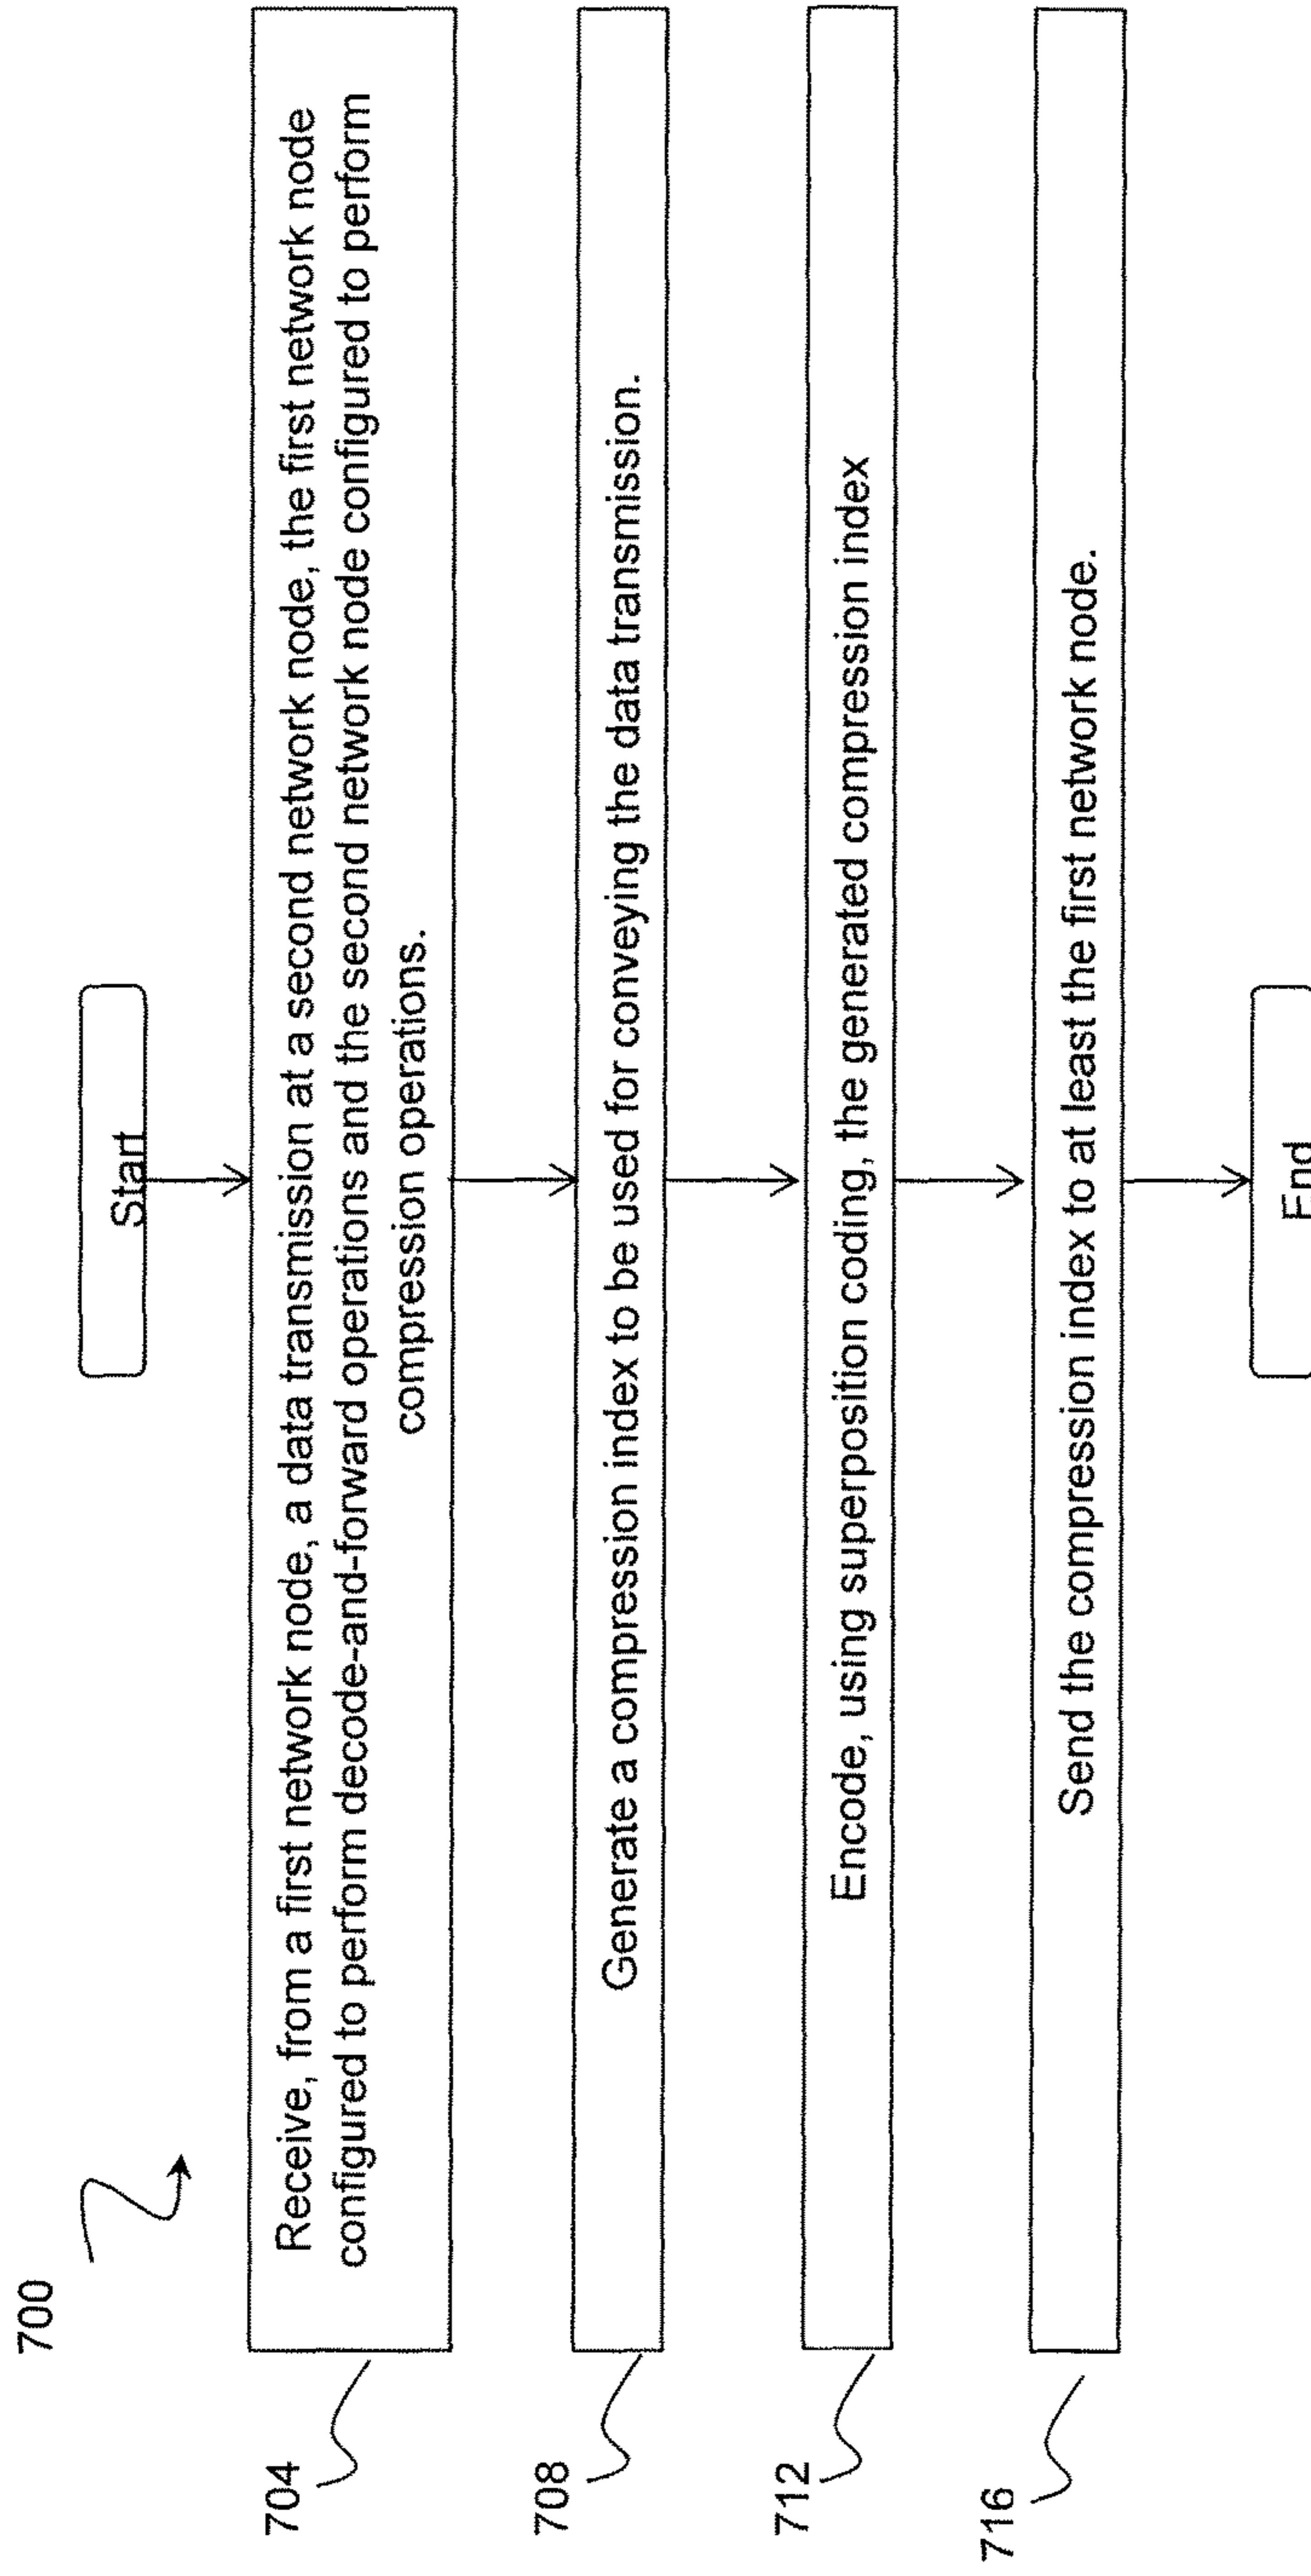 700
Start
704
Receive, from a first network node, a data transmission at a second network node, the first network node
configured to perform decode-and-forward operations and the second network node configured to perform
compression operations.
708
Generate a compression index to be used for conveying the data transmission.
712
Encode, using superposition coding, the generated compression index
716
Send the compression index to at least the first network node.
End